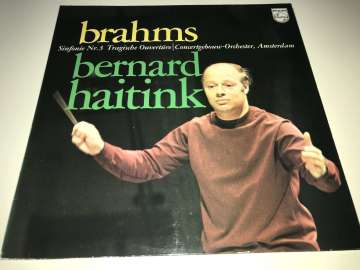 brahms
Sinfonie Nr.3 Tragische Ouvertüre | Concertgebouw-Orchester, Amsterdam
bernard
haitink